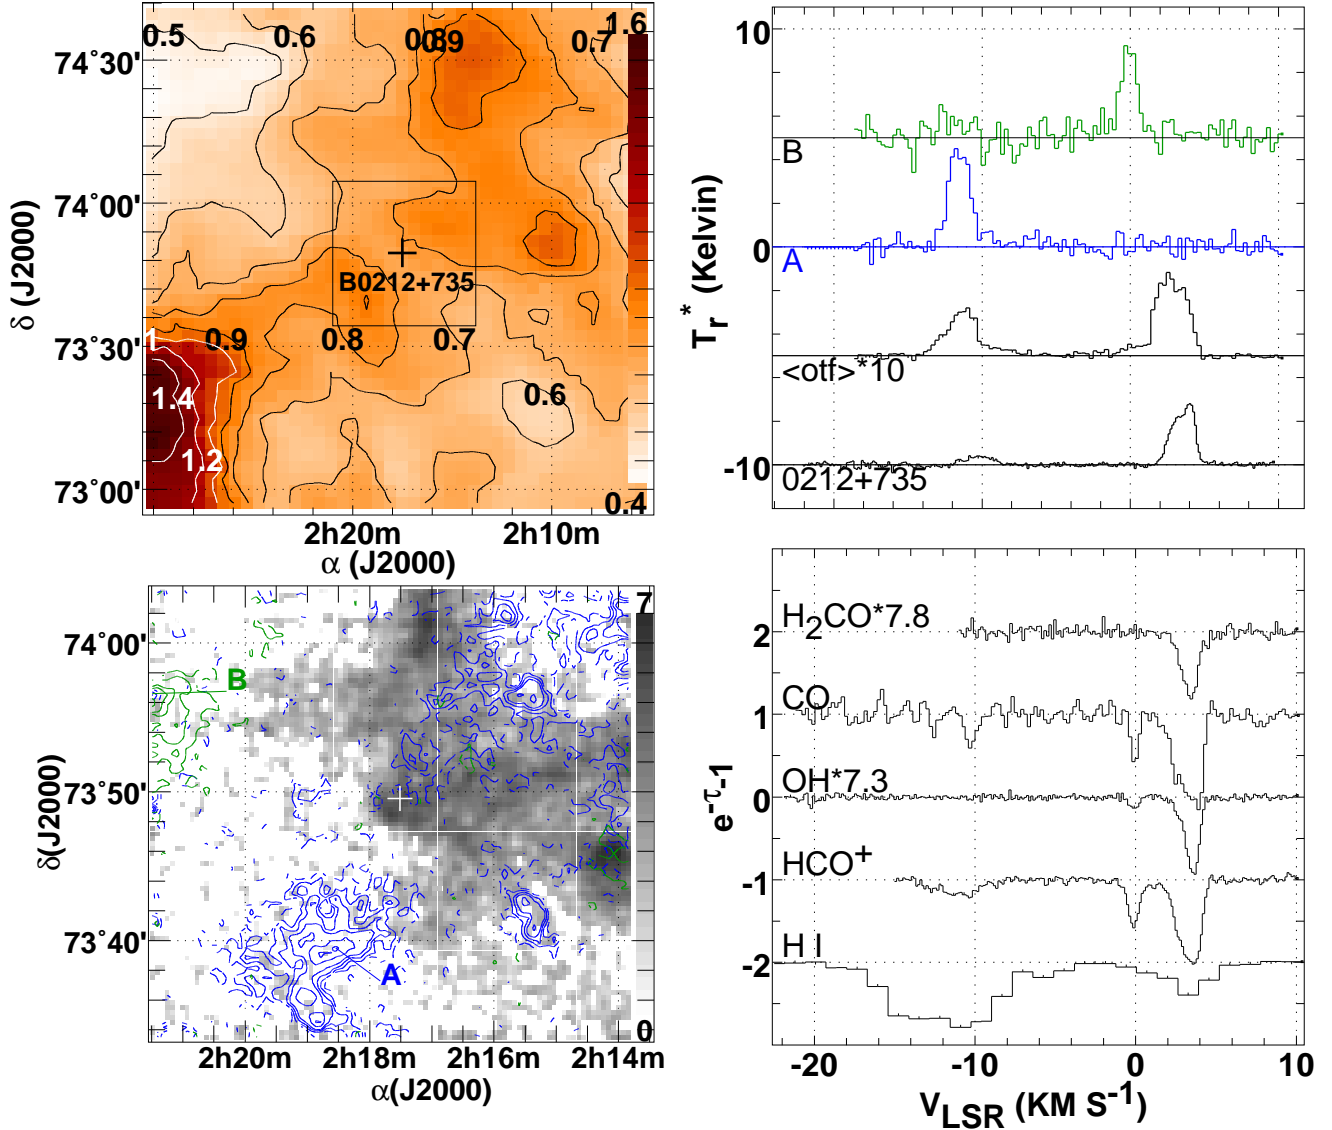 0.5
0.6
0.8
0.9
0.7
1.6
74°30'
74°00'
73°30'
73°00'
δ (J2000)
B0212+735
1
0.9
0.8
0.7
1.4
0.6
1.2
0.4
2h20m
2h10m
α (J2000)
10
0
-10
T_r^* (Kelvin)
B
A
<otf>*10
0212+735
74°00'
73°50'
73°40'
δ(J2000)
7
B
A
0
2h20m
2h18m
2h16m
2h14m
α(J2000)
2
1
0
-1
-2
e^-τ-1
H₂CO*7.8
CO
OH*7.3
HCO⁺
H I
-20
-10
0
10
V_LSR (KM S⁻¹)